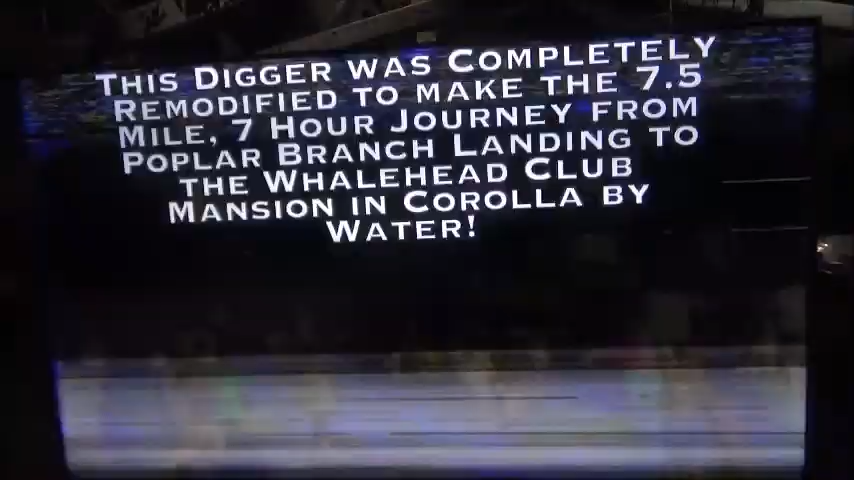 This Digger was Completely
Remodified to make the 7.5
Mile, 7 Hour Journey from
Poplar Branch Landing to
the Whalehead Club
Mansion in Corolla by
Water!